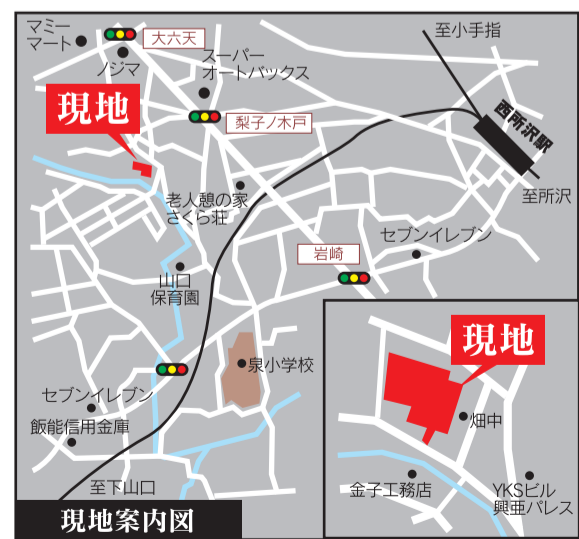 マミー
マート
大六天
ノジマ
スーパー
オートバックス
至小手指
西所沢駅
現地
梨子ノ木戸
老人憩の家
さくら荘
至所沢
岩崎
セブンイレブン
山口
保育園
泉小学校
セブンイレブン
飯能信用金庫
至下山口
現地
畑中
金子工務店
YKSビル
興亜パレス
現地案内図